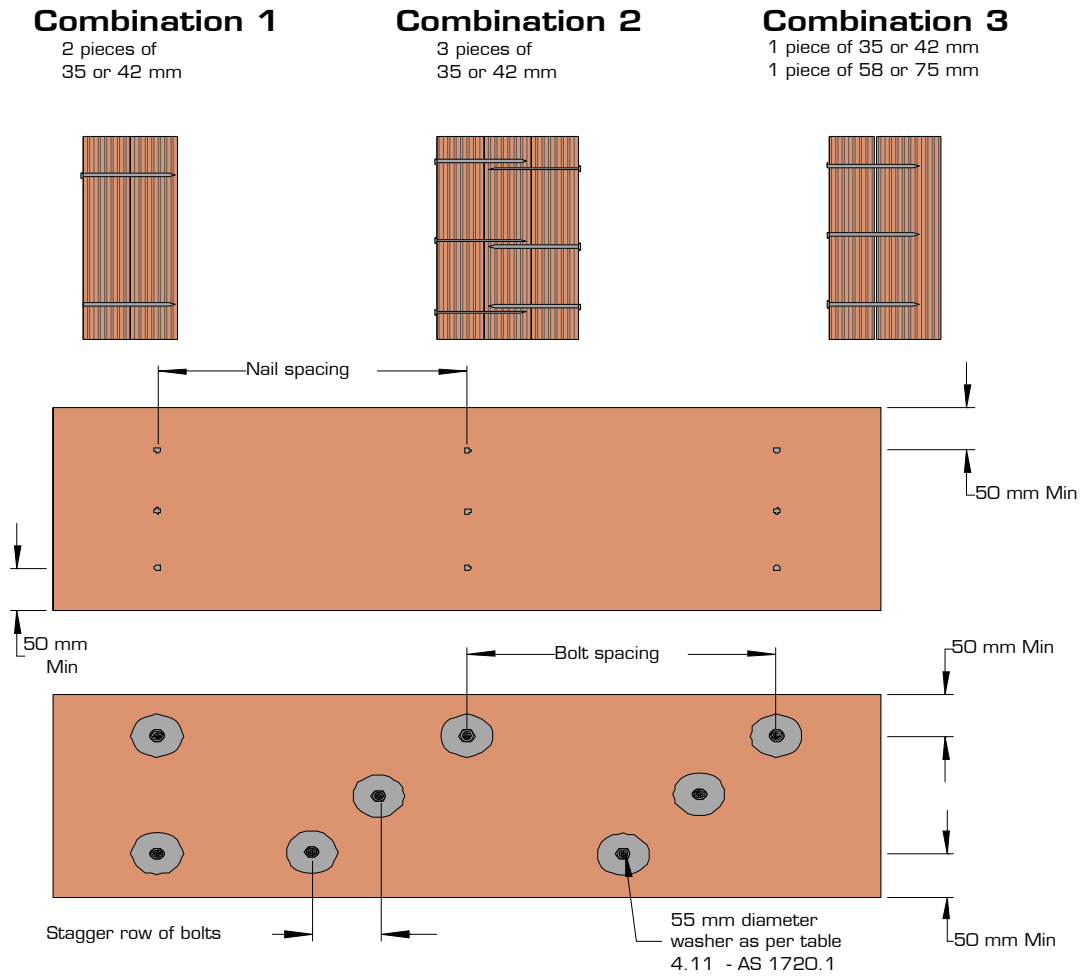 Combination 1
2 pieces of
35 or 42 mm
Combination 2
3 pieces of
35 or 42 mm
Combination 3
1 piece of 35 or 42 mm
1 piece of 58 or 75 mm
Nail spacing
50 mm Min
50 mm
Min
Bolt spacing
50 mm Min
Stagger row of bolts
55 mm diameter
washer as per table
4.11 - AS 1720.1
50 mm Min